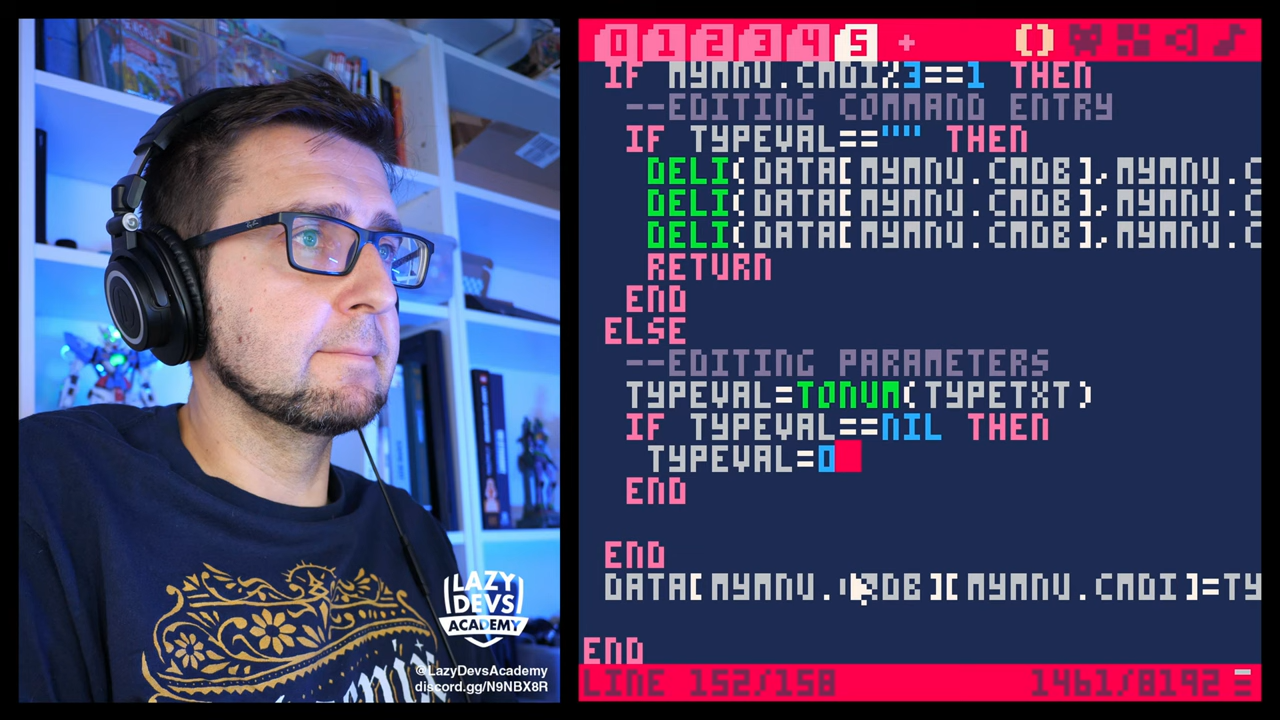 LAZY
DEVS
ACADEMY
@LazyDevsAcademy
discord.gg/N9NBX8R
0 1 2 3 4 5 +
IF MYMNU.CMDI%3==1 THEN
--EDITING COMMAND ENTRY
IF TYPEVAL=="" THEN
DELI(DATA[MYMNU.CMDB],MYMNU.C
DELI(DATA[MYMNU.CMDB],MYMNU.C
DELI(DATA[MYMNU.CMDB],MYMNU.C
RETURN
END
ELSE
--EDITING PARAMETERS
TYPEVAL=TONUM(TYPETXT)
IF TYPEVAL==NIL THEN
TYPEVAL=0
END
END
DATA[MYMNU.CMDB][MYMNU.CMDI]=TY
END
LINE 152/158
1461/8192